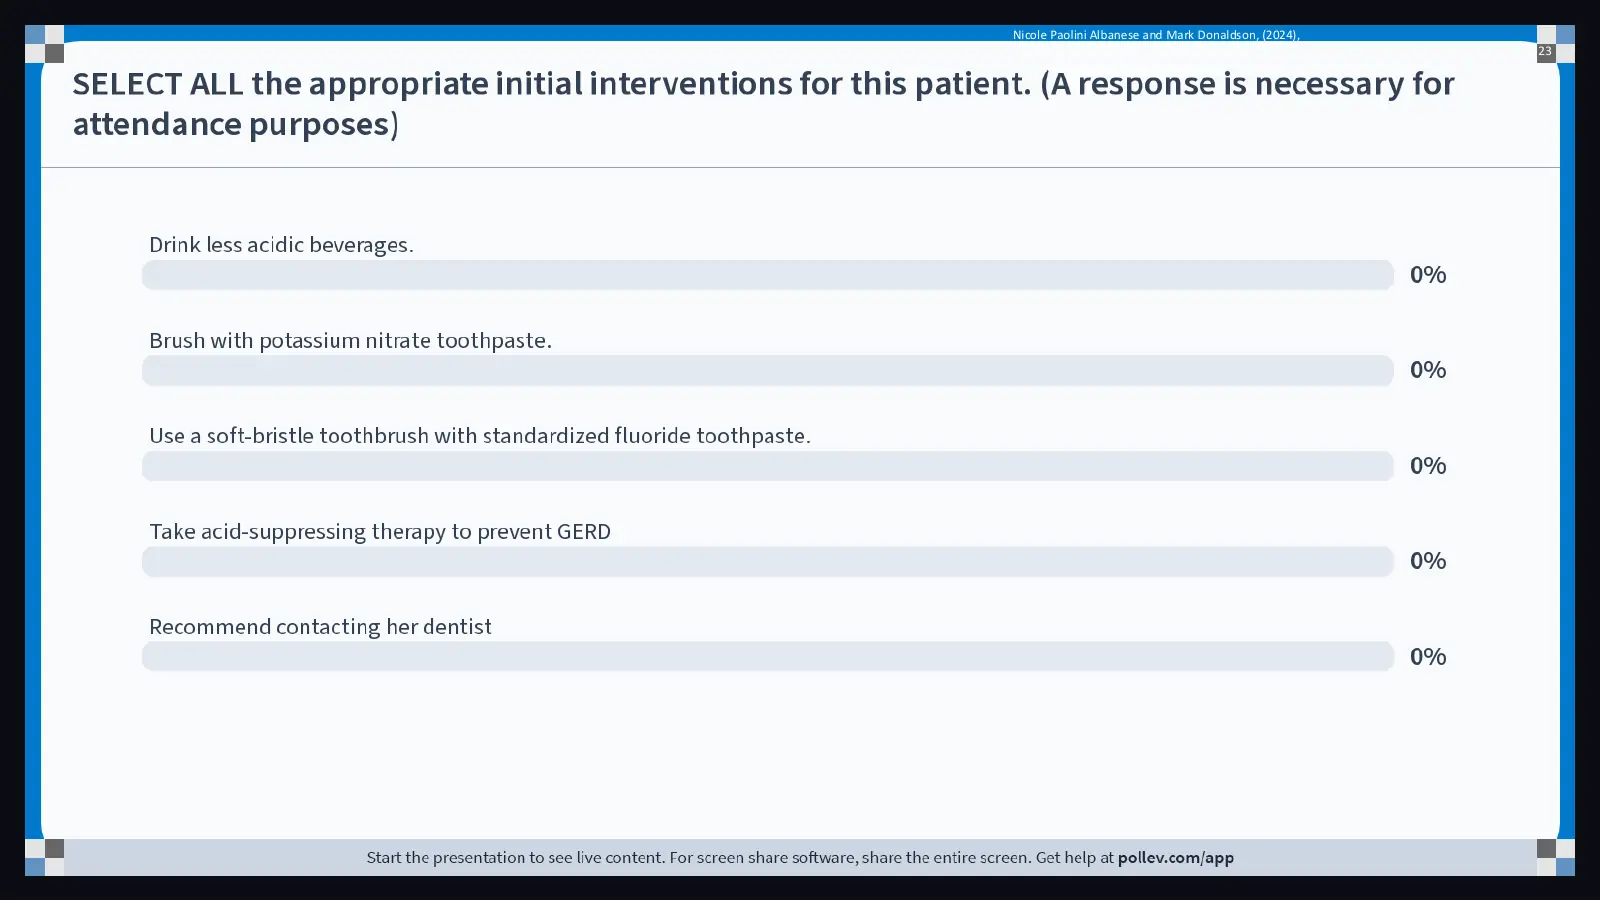 Nicole Paolini Albanese and Mark Donaldson, (2024),
23
SELECT ALL the appropriate initial interventions for this patient. (A response is necessary for
attendance purposes)
Drink less acidic beverages.
0%
Brush with potassium nitrate toothpaste.
0%
Use a soft-bristle toothbrush with standardized fluoride toothpaste.
0%
Take acid-suppressing therapy to prevent GERD
0%
Recommend contacting her dentist
0%
Start the presentation to see live content. For screen share software, share the entire screen. Get help at pollev.com/app